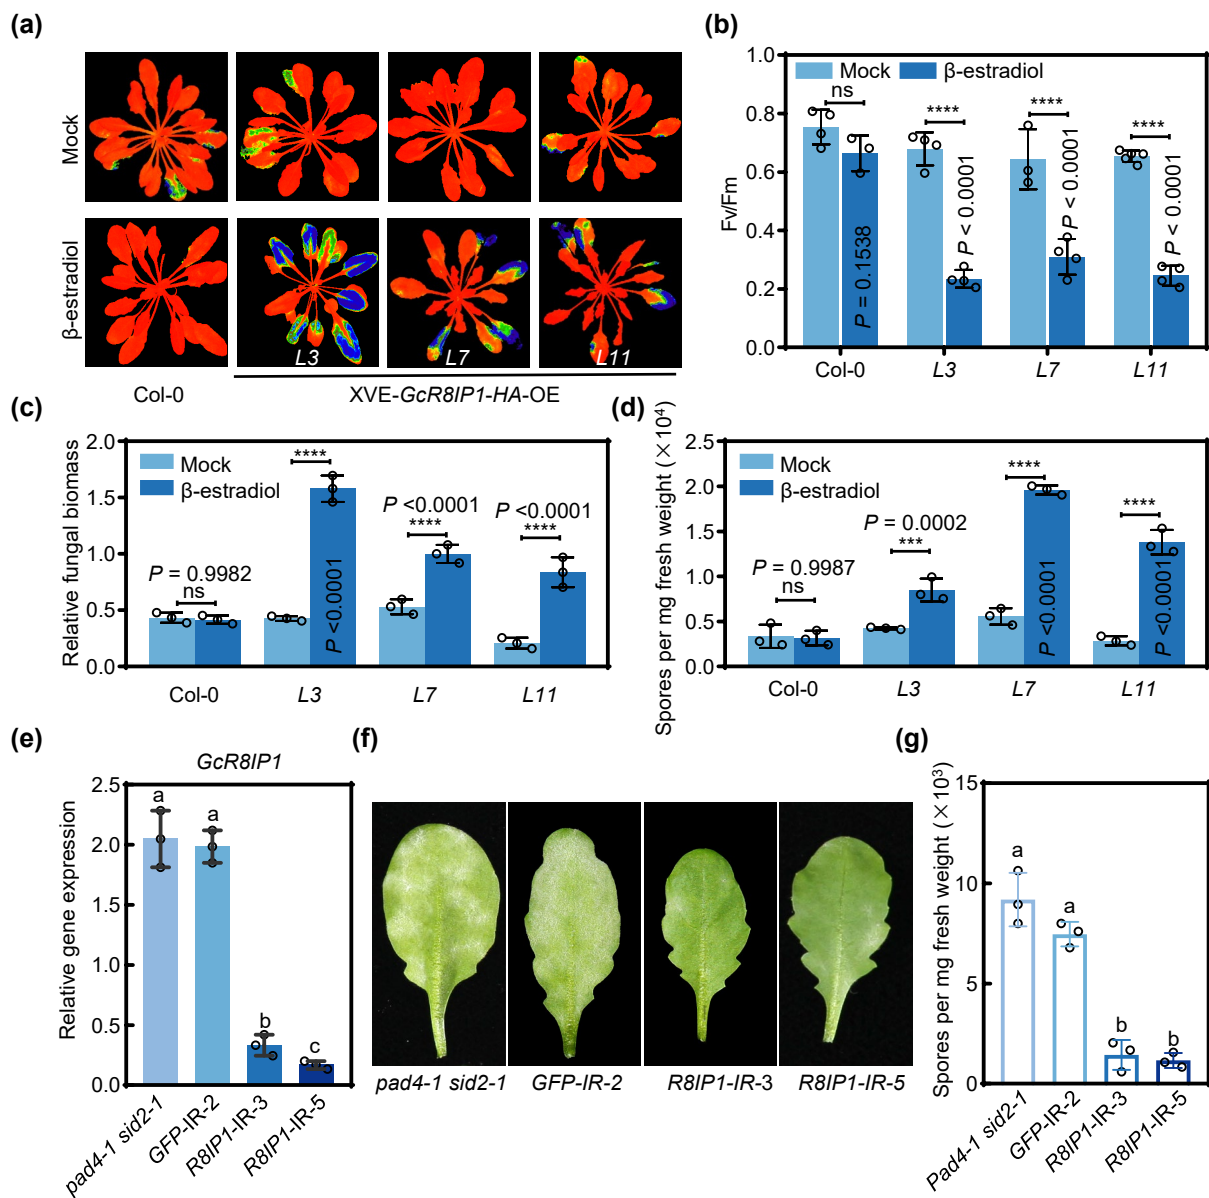 (a)
Mock
β-estradiol
L3
L7
L11
Col-0
XVE-GcR8IP1-HA-OE
(b)
Fv/Fm
1.0
0.8
0.6
0.4
0.2
0.0
Mock
β-estradiol
ns
****
****
****
P = 0.1538
P < 0.0001
P < 0.0001
P < 0.0001
Col-0
L3
L7
L11
(c)
Relative fungal biomass
2.0
1.5
1.0
0.5
0.0
Mock
β-estradiol
P = 0.9982
ns
****
P <0.0001
P <0.0001
****
P <0.0001
****
Col-0
L3
L7
L11
(d)
Spores per mg fresh weight (×10⁴)
2.5
2.0
1.5
1.0
0.5
0.0
Mock
β-estradiol
P = 0.9987
ns
P = 0.0002
***
****
P <0.0001
****
P <0.0001
Col-0
L3
L7
L11
(e)
GcR8IP1
Relative gene expression
2.5
2.0
1.5
1.0
0.5
0.0
a
a
b
c
pad4-1 sid2-1
GFP-IR-2
R8IP1-IR-3
R8IP1-IR-5
(f)
pad4-1 sid2-1
GFP-IR-2
R8IP1-IR-3
R8IP1-IR-5
(g)
Spores per mg fresh weight (×10³)
15
10
5
0
a
a
b
b
Pad4-1 sid2-1
GFP-IR-2
R8IP1-IR-3
R8IP1-IR-5